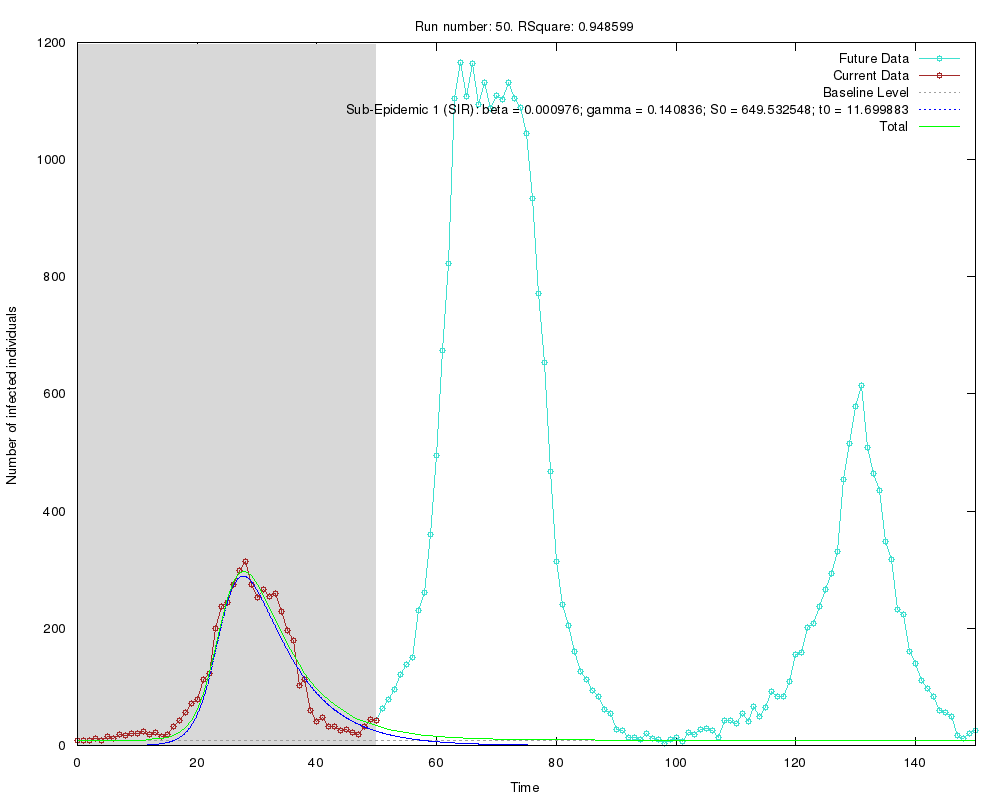 Run number: 50. RSquare: 0.948599
Future Data
Current Data
Baseline Level
Sub-Epidemic 1 (SIR): beta = 0.000976; gamma = 0.140836; S0 = 649.532548; t0 = 11.699883
Total
1200
1000
800
600
400
200
0
Number of infected individuals
0 20 40 60 80 100 120 140
Time